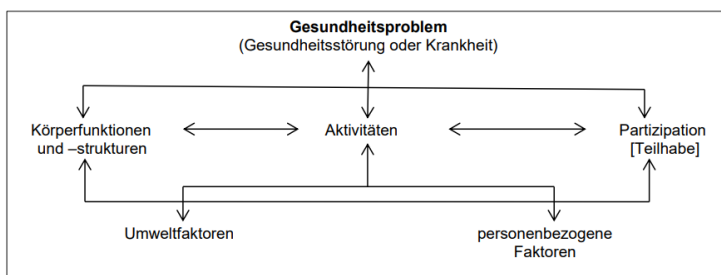 Gesundheitsproblem
(Gesundheitsstörung oder Krankheit)
Körperfunktionen
und –strukturen
Aktivitäten
Partizipation
[Teilhabe]
Umweltfaktoren
personenbezogene
Faktoren